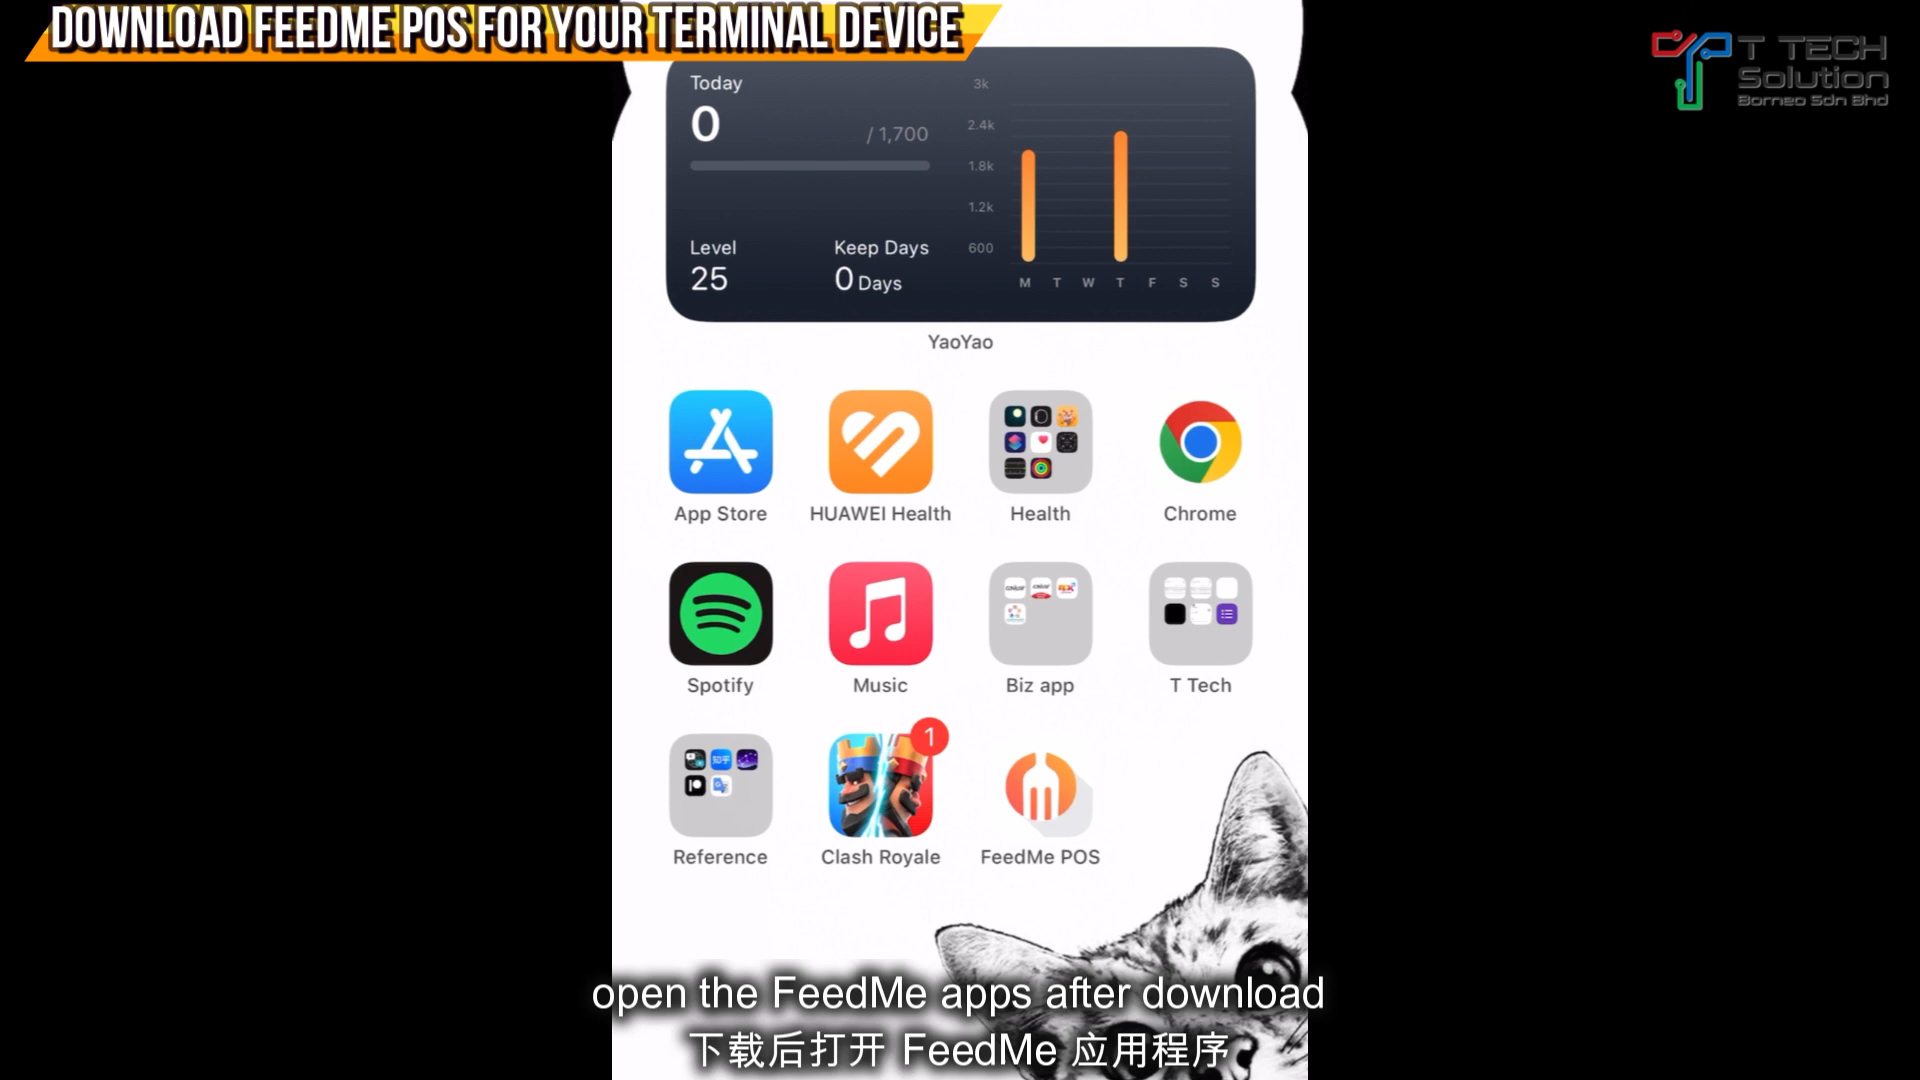 DOWNLOAD FEEDME POS FOR YOUR TERMINAL DEVICE
T TECH
Solution
Borneo Sdn Bhd
Today
0
/ 1,700
Level
25
Keep Days
0 Days
3k
2.4k
1.8k
1.2k
600
M T W T F S S
YaoYao
App Store
HUAWEI Health
Health
Chrome
Spotify
Music
Biz app
T Tech
1
Reference
Clash Royale
FeedMe POS
open the FeedMe apps after download
下载后打开 FeedMe 应用程序